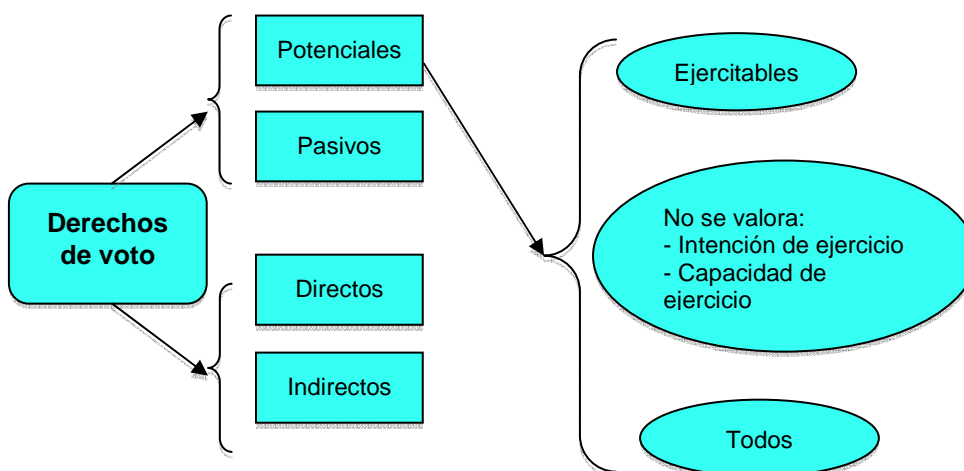 Derechos
de voto
Potenciales
Pasivos
Directos
Indirectos
Ejercitables
No se valora:
- Intención de ejercicio
- Capacidad de
ejercicio
Todos